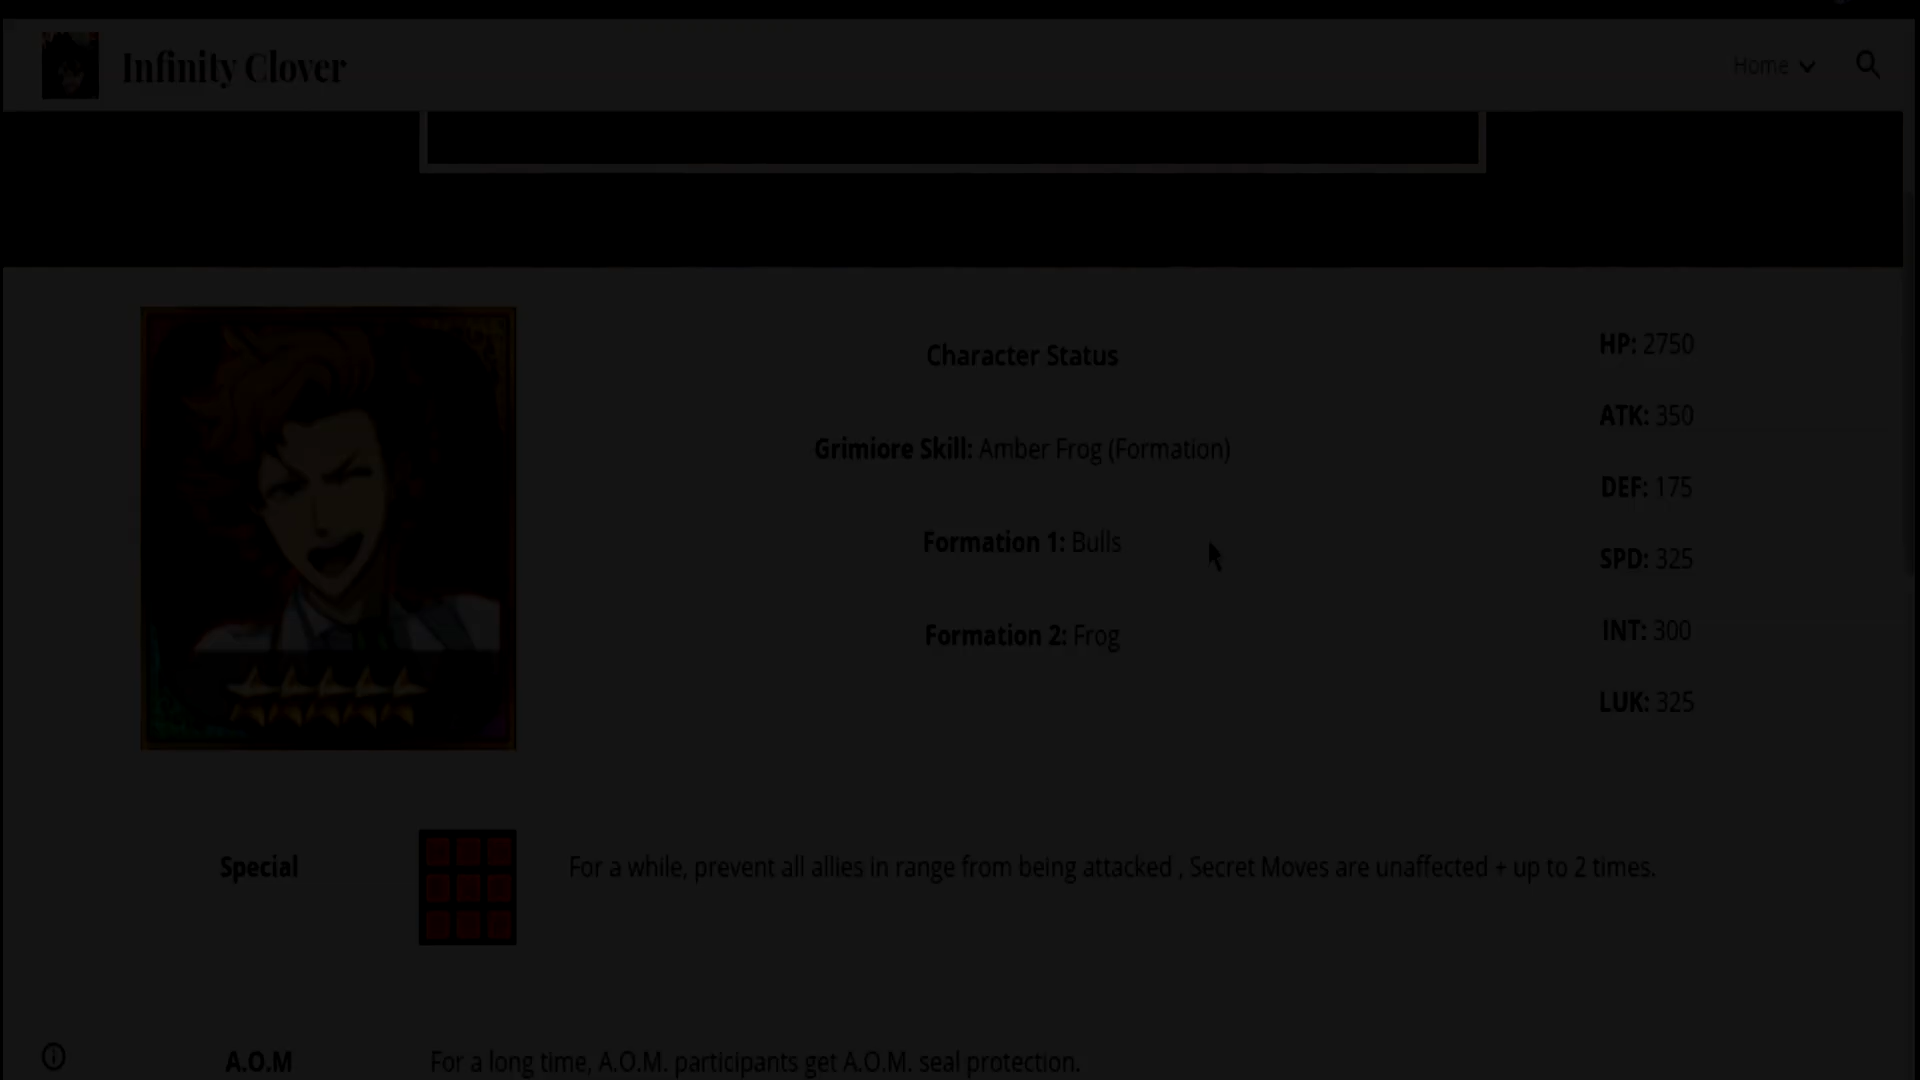 Infinity Clover
Home
Character Status
Grimiore Skill: Amber Frog (Formation)
Formation 1: Bulls
Formation 2: Frog
HP: 2750
ATK: 350
DEF: 175
SPD: 325
INT: 300
LUK: 325
Special
For a while, prevent all allies in range from being attacked , Secret Moves are unaffected + up to 2 times.
A.O.M
For a long time, A.O.M. participants get A.O.M. seal protection.